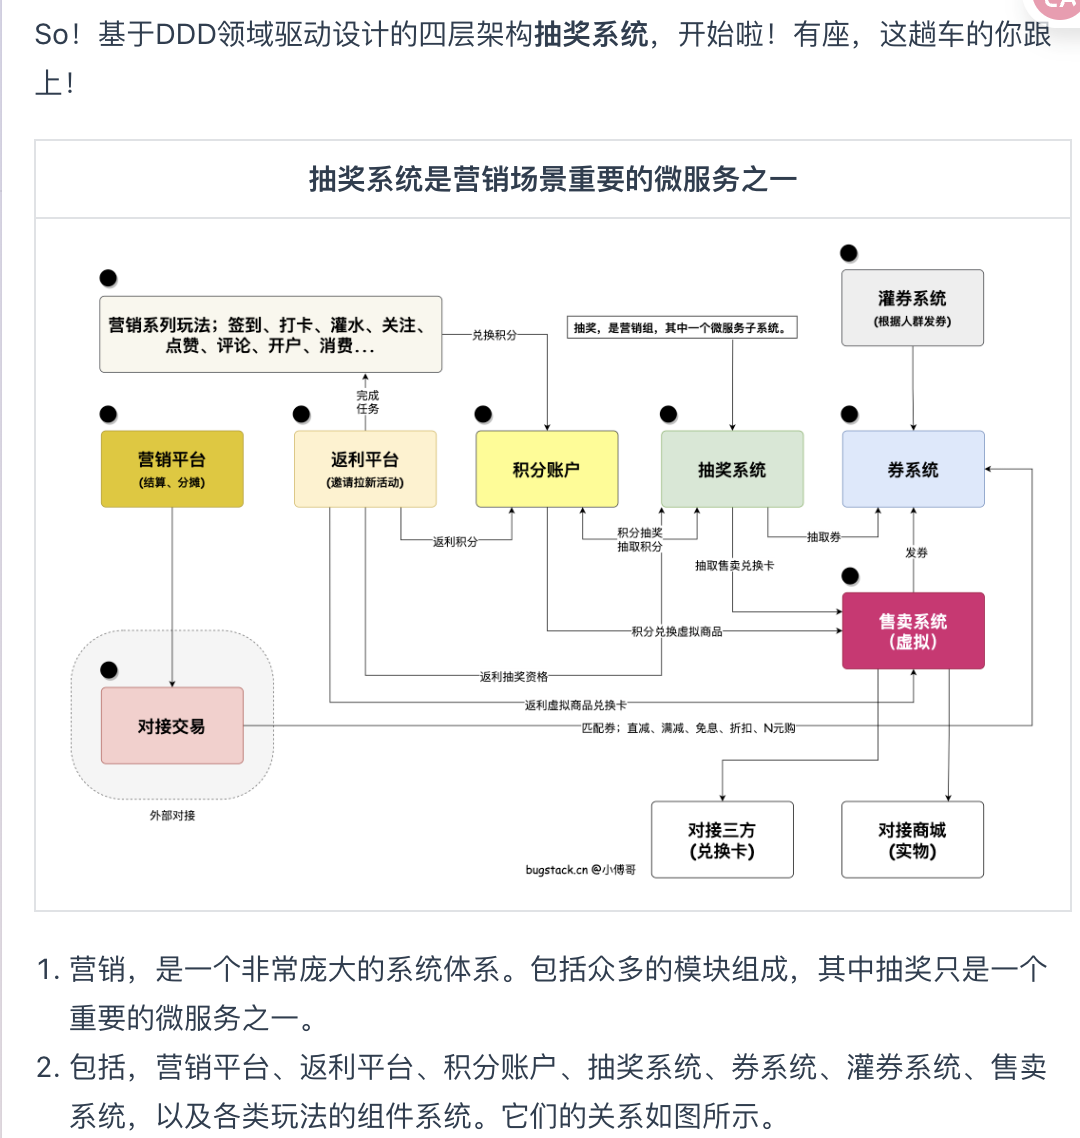 So！基于DDD领域驱动设计的四层架构抽奖系统，开始啦！有座，这趟车的你跟
上！
抽奖系统是营销场景重要的微服务之一
灌券系统
(根据人群发券)
营销系列玩法；签到、打卡、灌水、关注、
点赞、评论、开户、消费...
兑换积分
抽奖，是营销组，其中一个微服务子系统。
完成
任务
营销平台
(结算、分摊)
返利平台
(邀请拉新活动)
积分账户
抽奖系统
券系统
返利积分
积分抽奖
抽取积分
抽取券
发券
抽取售卖兑换卡
售卖系统
(虚拟)
积分兑换虚拟商品
返利抽奖资格
返利虚拟商品兑换卡
对接交易
匹配券；直减、满减、免息、折扣、N元购
外部对接
对接三方
(兑换卡)
对接商城
(实物)
bugstack.cn @小傅哥
1. 营销，是一个非常庞大的系统体系。包括众多的模块组成，其中抽奖只是一个
重要的微服务之一。
2. 包括，营销平台、返利平台、积分账户、抽奖系统、券系统、灌券系统、售卖
系统，以及各类玩法的组件系统。它们的关系如图所示。